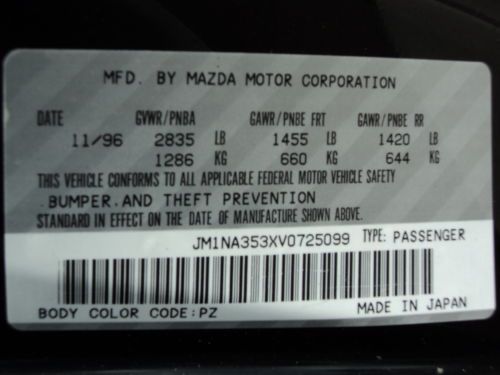 MFD. BY MAZDA MOTOR CORPORATION
DATE GVWR/PNBA GAWR/PNBE FRT GAWR/PNBE RR
11/96 2835 LB 1455 LB 1420 LB
1286 KG 660 KG 644 KG
THIS VEHICLE CONFORMS TO ALL APPLICABLE FEDERAL MOTOR VEHICLE SAFETY
BUMPER.AND THEFT PREVENTION
STANDARD IN EFFECT ON THE DATE OF MANUFACTURE SHOWN ABOVE.
JM1NA353XV0725099 TYPE: PASSENGER
BODY COLOR CODE:PZ MADE IN JAPAN